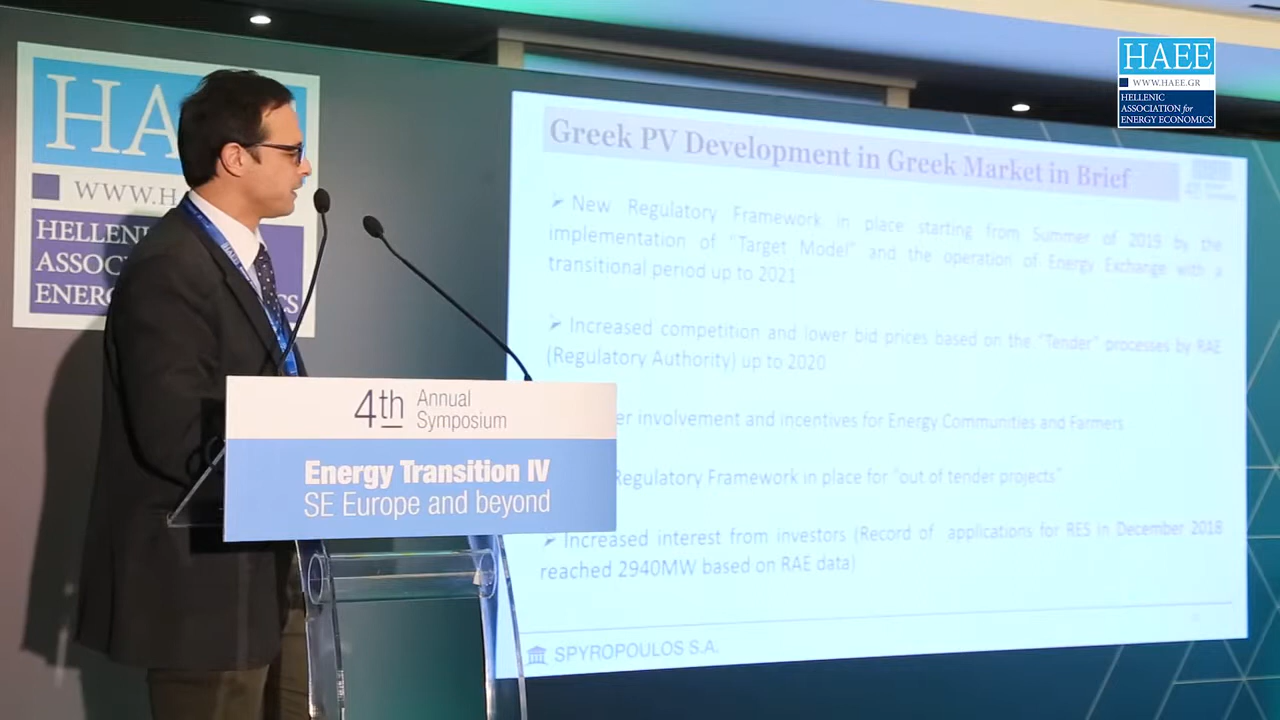 HAEE
WWW.HAEE.GR
HELLENIC
ASSOCIATION for
ENERGY ECONOMICS
HA
WWW.H
HELLENI
ASSOC
ENERG
CS
Greek PV Development in Greek Market in Brief
➢ New Regulatory Framework in place starting from Summer of 2019 by the
implementation of "Target Model" and the operation of Energy Exchange with a
transitional period up to 2021
➢ Increased competition and lower bid prices based on the "Tender" processes by RAE
(Regulatory Authority) up to 2020
er involvement and incentives for Energy Communities and Farmers
Regulatory Framework in place for "out of tender projects"
➢ Increased interest from investors (Record of applications for RES in December 2018
reached 2940MW based on RAE data)
SPYROPOULOS S.A.
4th Annual
Symposium
Energy Transition IV
SE Europe and beyond